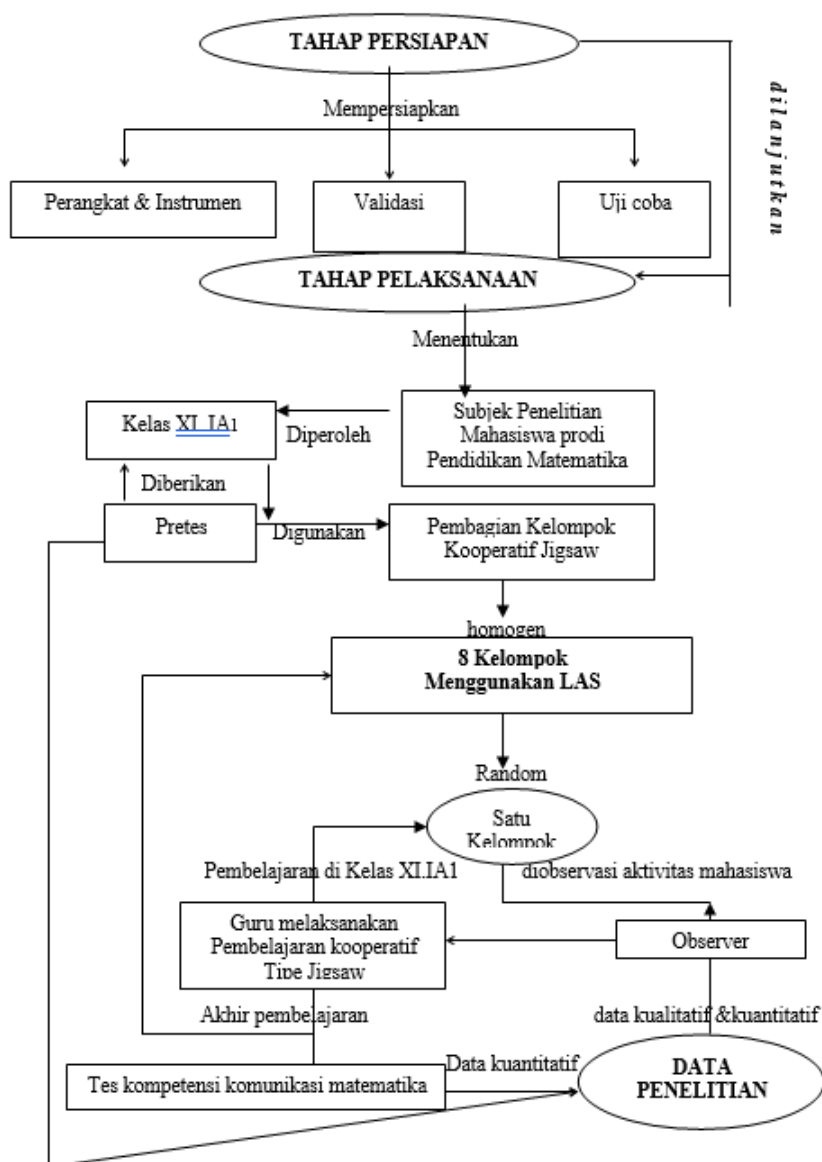 TAHAP PERSIAPAN
dilanjutkan
Mempersiapkan
Perangkat & Instrumen
Validasi
Uji coba
TAHAP PELAKSANAAN
Menentukan
Kelas XI.IA1
Diperoleh
Subjek Penelitian
Mahasiswa prodi
Pendidikan Matematika
Diberikan
Pretes
Digunakan
Pembagian Kelompok
Kooperatif Jigsaw
homogen
8 Kelompok
Menggunakan LAS
Random
Satu
Kelompok
Pembelajaran di Kelas XI.IA1
diobservasi aktivitas mahasiswa
Guru melaksanakan
Pembelajaran kooperatif
Tipe Jigsaw
Observer
Akhir pembelajaran
data kualitatif &kuantitatif
Tes kompetensi komunikasi matematika
Data kuantitatif
DATA
PENELITIAN